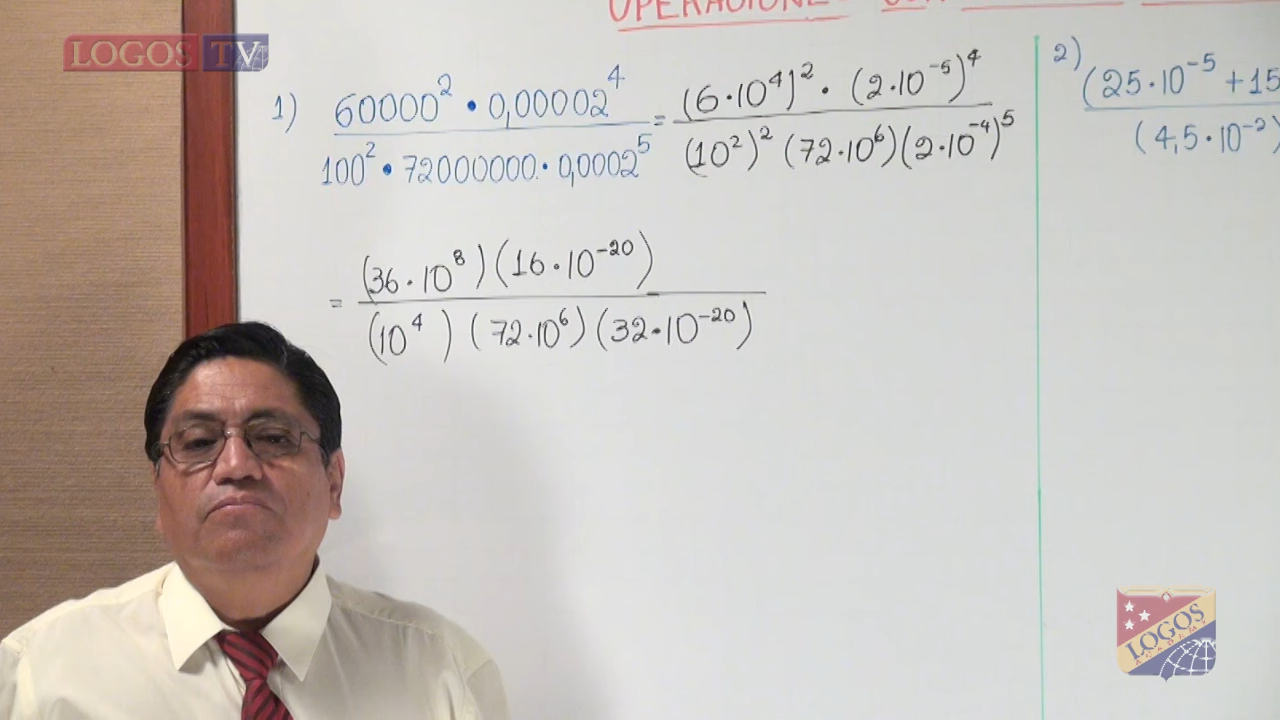 LOGOS TV
OPERACIONE
1) 60000² • 0,00002⁴ / 100² • 72000000 • 0,0002⁵ = (6·10⁴)² · (2·10⁻⁵)⁴ / (10²)² (72·10⁶)(2·10⁻⁴)⁵
= (36·10⁸)(16·10⁻²⁰) / (10⁴) (72·10⁶)(32·10⁻²⁰)
2) (25·10⁻⁵ + 15 / (4,5·10⁻²)
LOGOS
ACADEMY